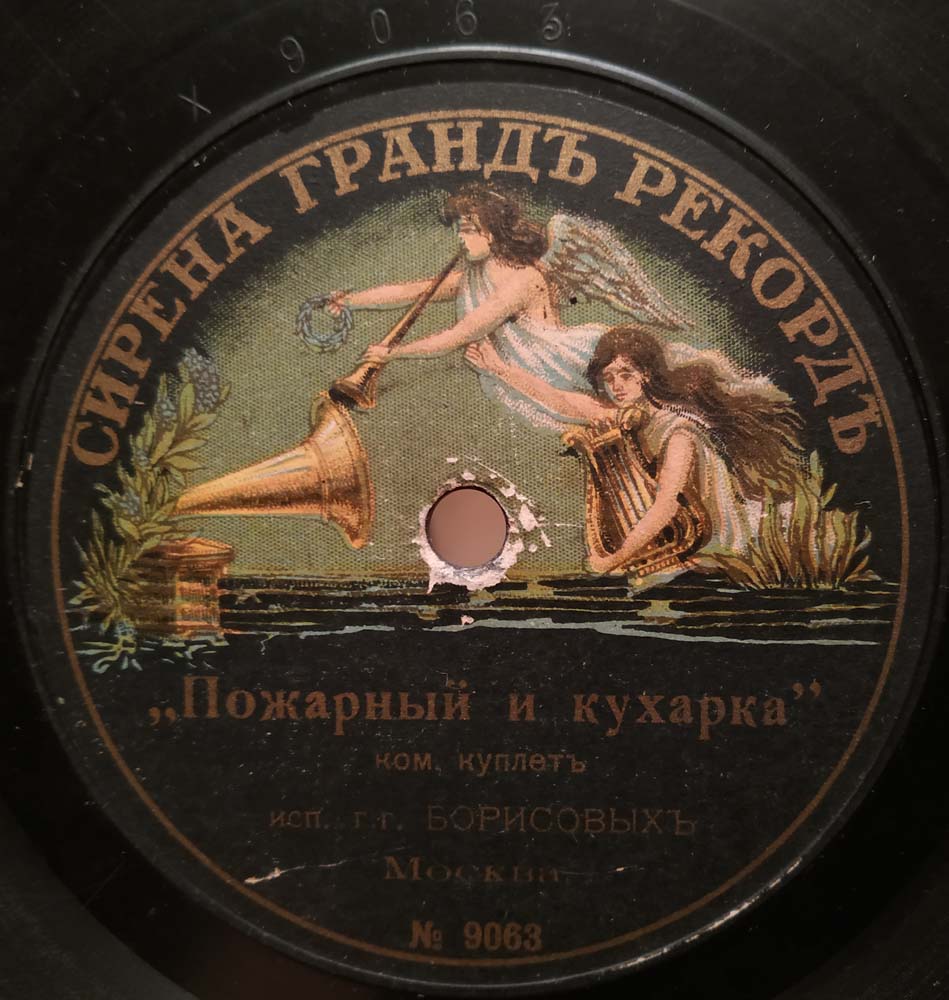 × 9063
СИРЕНА ГРАНДЪ РЕКОРДЪ
„Пожарный и кухарка”
ком. куплетъ
исп. г.г. БОРИСОВЫХЪ
Москва.
№ 9063